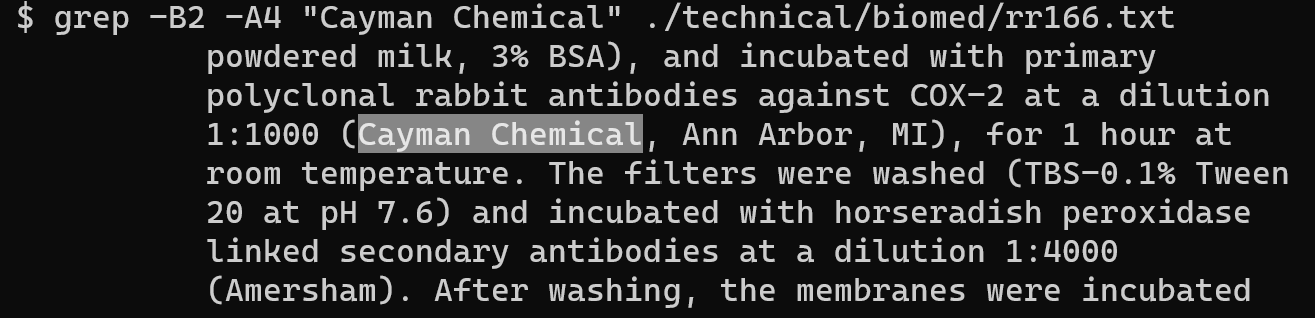 $ grep -B2 -A4 "Cayman Chemical" ./technical/biomed/rr166.txt
powdered milk, 3% BSA), and incubated with primary
polyclonal rabbit antibodies against COX-2 at a dilution
1:1000 (Cayman Chemical, Ann Arbor, MI), for 1 hour at
room temperature. The filters were washed (TBS-0.1% Tween
20 at pH 7.6) and incubated with horseradish peroxidase
linked secondary antibodies at a dilution 1:4000
(Amersham). After washing, the membranes were incubated